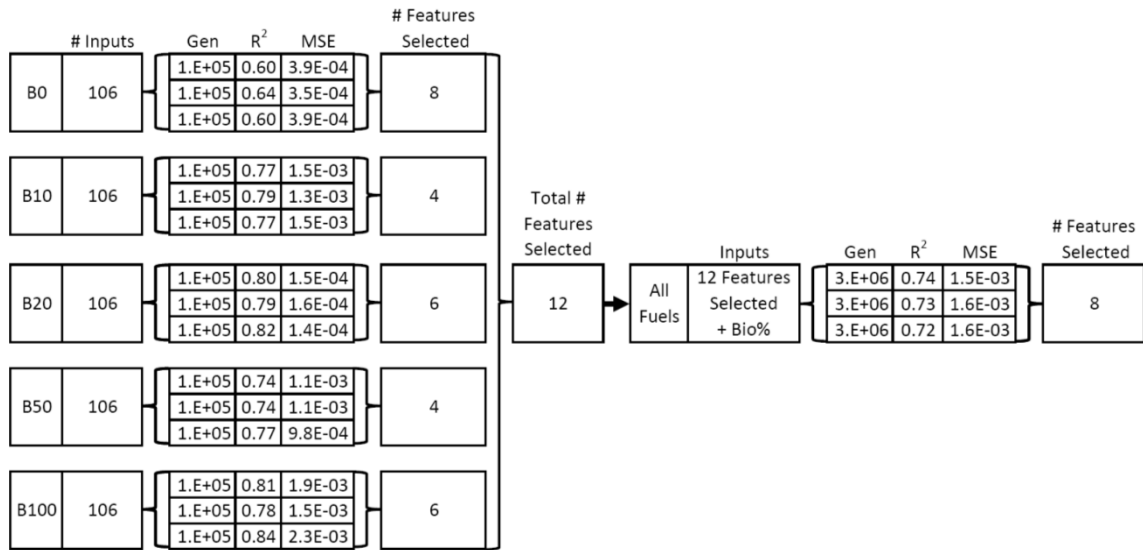 # Features
# Inputs Gen R² MSE Selected
1.E+05 0.60 3.9E-04
B0 106 1.E+05 0.64 3.5E-04 8
1.E+05 0.60 3.9E-04
1.E+05 0.77 1.5E-03
B10 106 1.E+05 0.79 1.3E-03 4
1.E+05 0.77 1.5E-03
Total #
Features
Selected
# Features
Inputs Gen R² MSE Selected
1.E+05 0.80 1.5E-04
B20 106 1.E+05 0.79 1.6E-04 6
1.E+05 0.82 1.4E-04
12
All
Fuels
12 Features
Selected
+ Bio%
3.E+06 0.74 1.5E-03
3.E+06 0.73 1.6E-03
3.E+06 0.72 1.6E-03
8
1.E+05 0.74 1.1E-03
B50 106 1.E+05 0.74 1.1E-03 4
1.E+05 0.77 9.8E-04
1.E+05 0.81 1.9E-03
B100 106 1.E+05 0.78 1.5E-03 6
1.E+05 0.84 2.3E-03